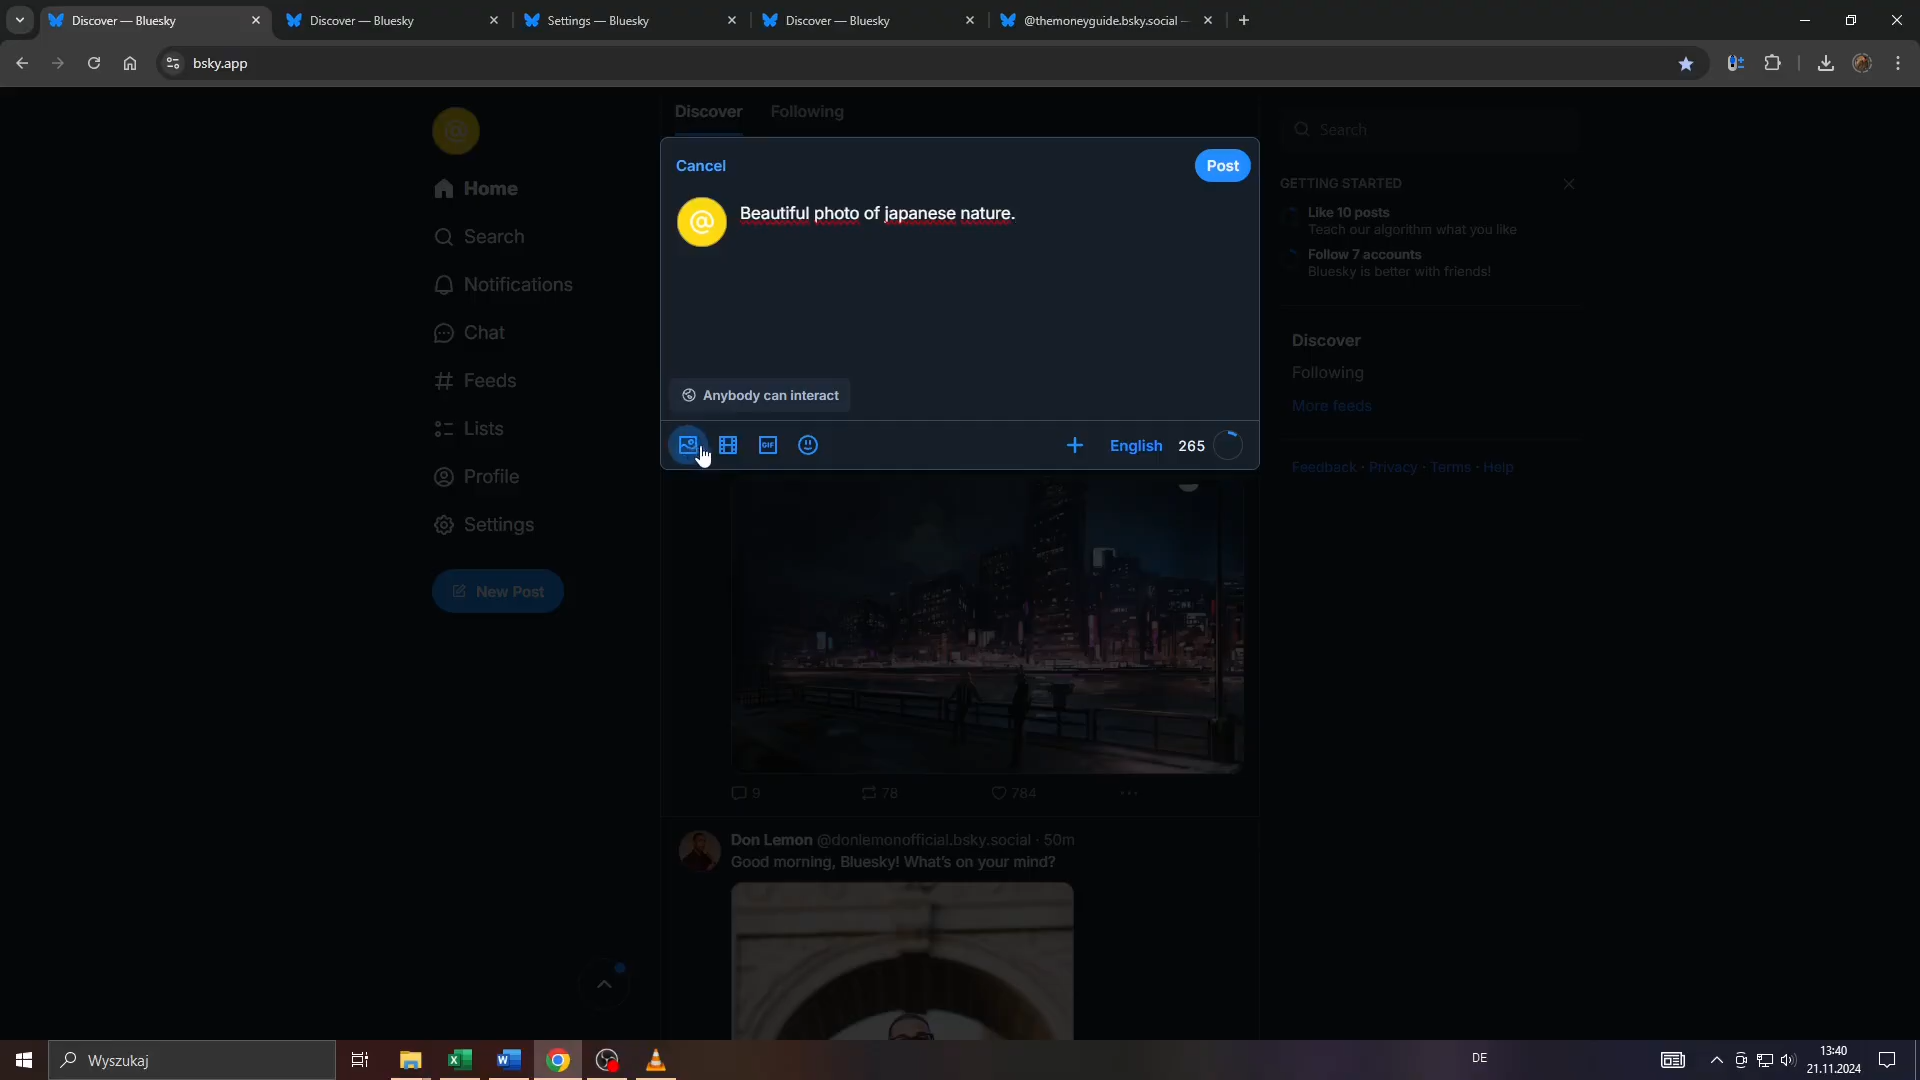 Discover — Bluesky
Discover — Bluesky
Settings — Bluesky
Discover — Bluesky
@themoneyguide.bsky.social —
bsky.app
Discover
Following
Search
Cancel
Post
@
@
Beautiful photo of japanese nature.
Home
Search
Notifications
Chat
Feeds
Lists
Profile
Settings
New Post
GETTING STARTED
Like 10 posts
Teach our algorithm what you like
Follow 7 accounts
Bluesky is better with friends!
Discover
Following
More feeds
Feedback · Privacy · Terms · Help
Anybody can interact
GIF
English
265
9
78
784
Don Lemon @donlemonofficial.bsky.social · 50m
Good morning, Bluesky! What's on your mind?
Wyszukaj
DE
13:40
21.11.2024